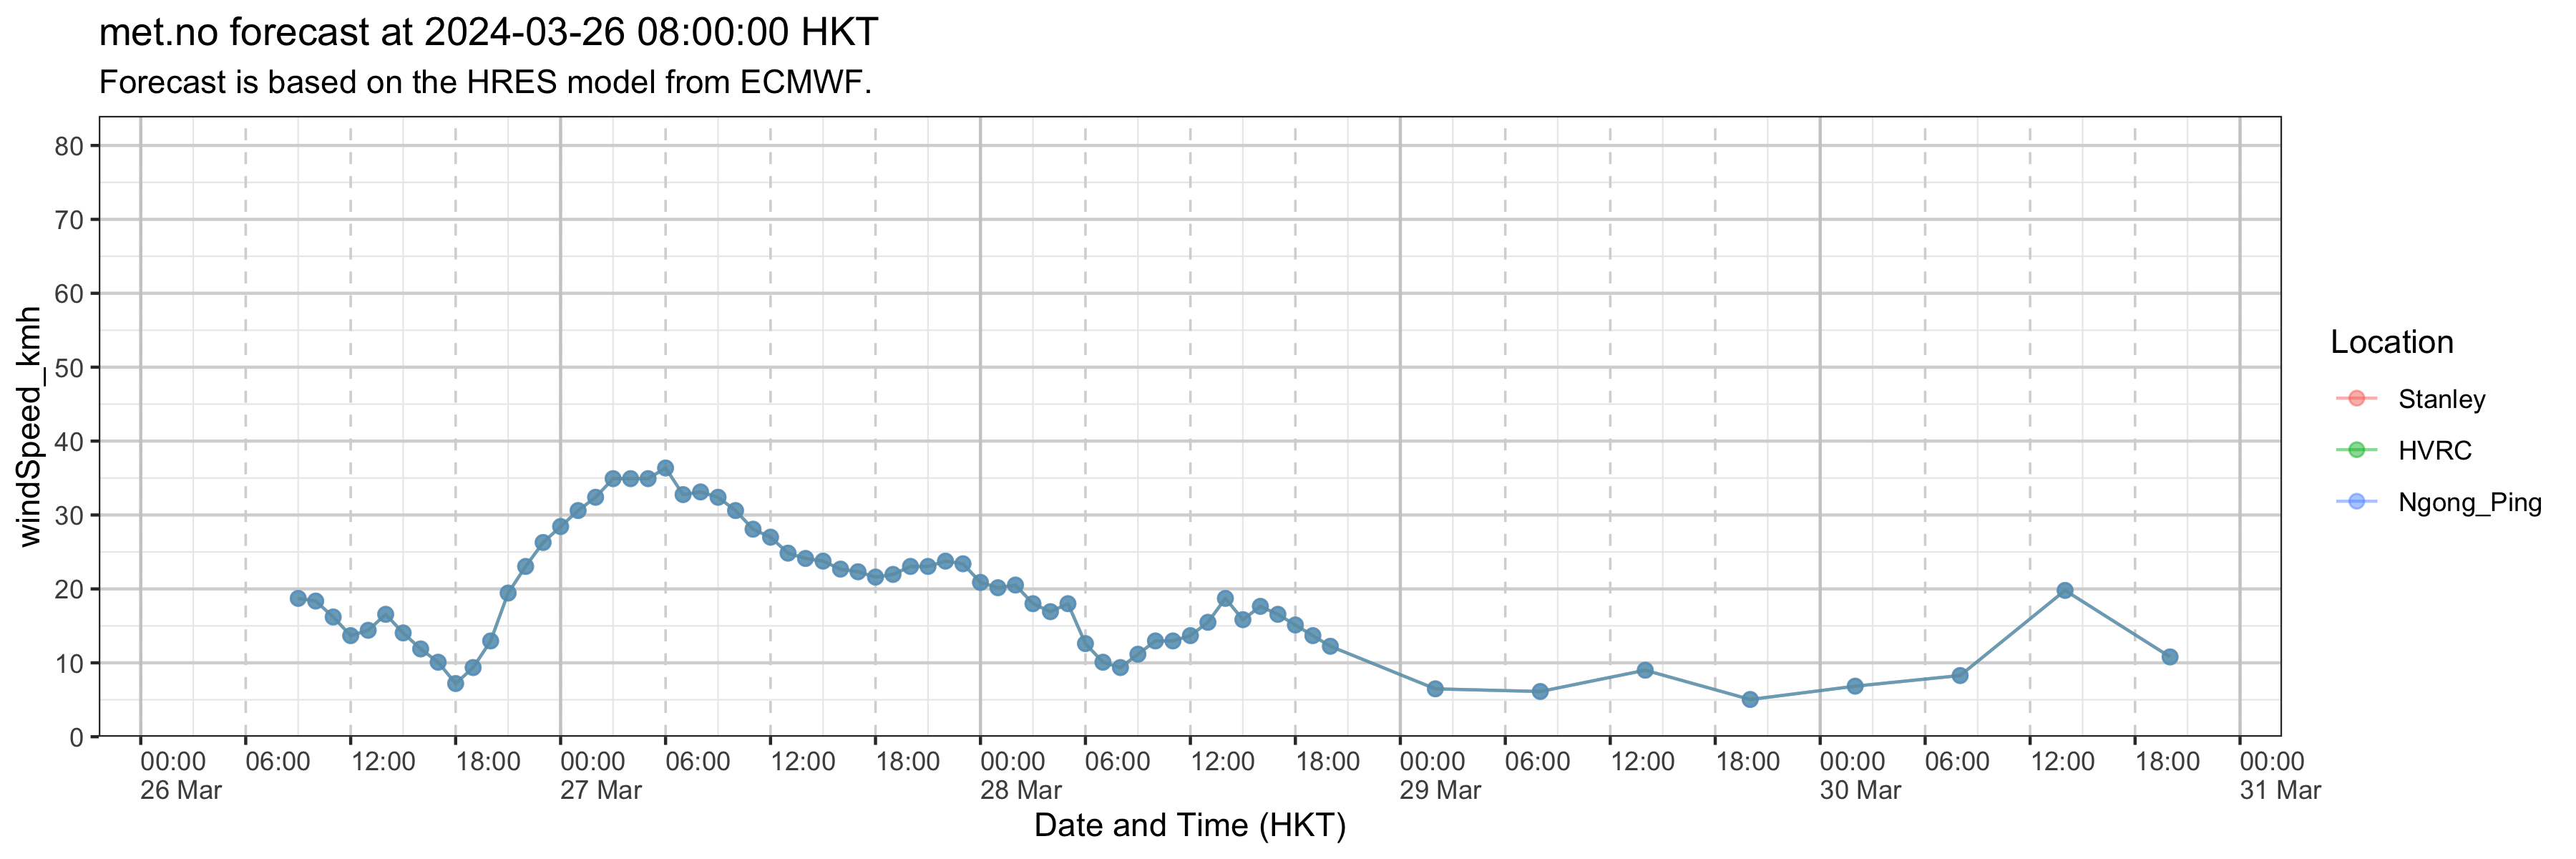 met.no forecast at 2024-03-26 08:00:00 HKT
Forecast is based on the HRES model from ECMWF.
windSpeed_kmh
80
70
60
50
40
30
20
10
0
00:00 06:00 12:00 18:00 00:00 06:00 12:00 18:00 00:00 06:00 12:00 18:00 00:00 06:00 12:00 18:00 00:00 06:00 12:00 18:00 00:00
26 Mar 27 Mar 28 Mar 29 Mar 30 Mar 31 Mar
Date and Time (HKT)
Location
Stanley
HVRC
Ngong_Ping